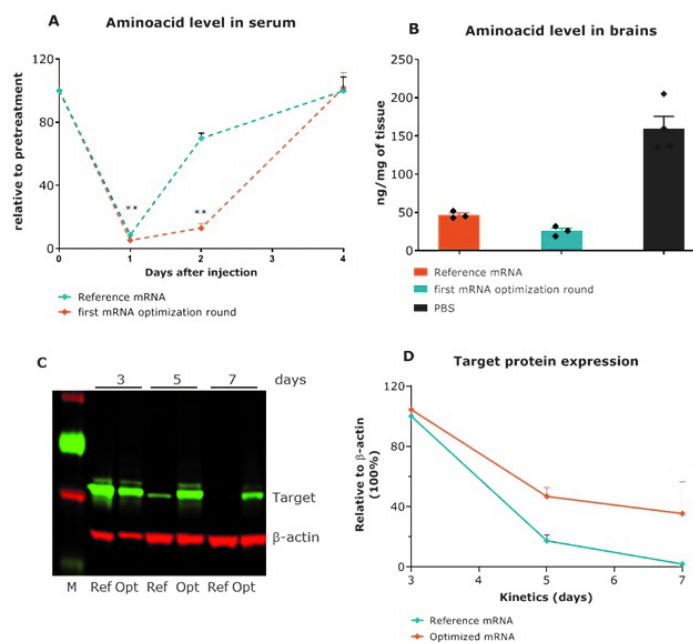 A
Aminoacid level in serum
relative to pretreatment
120
80
40
0
**
**
0
1
2
3
4
Days after injection
Reference mRNA
first mRNA optimization round
B
Aminoacid level in brains
ng/mg of tissue
250
200
150
100
50
0
Reference mRNA
first mRNA optimization round
PBS
C
3 5 7 days
Target
β-actin
M Ref Opt Ref Opt Ref Opt
D
Target protein expression
Relative to β-actin
(100%)
120
80
40
0
3 4 5 6 7
Kinetics (days)
Reference mRNA
Optimized mRNA